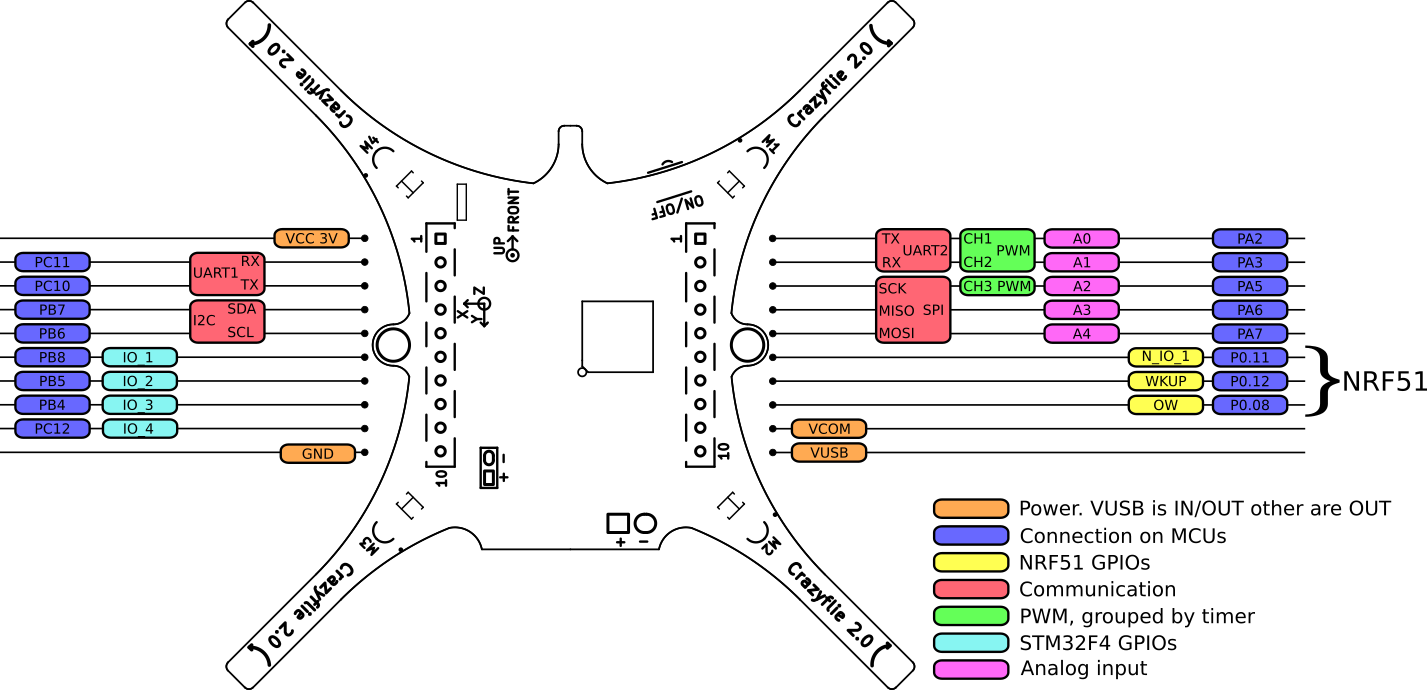 Crazyflie 2.0
Crazyflie 2.0
M4
M1
FRONT
UP
ON/OFF
1
1
VCC 3V
PC11
UART1
RX
PC10
TX
PB7
I2C
SDA
PB6
SCL
PB8
IO_1
PB5
IO_2
PB4
IO_3
PC12
IO_4
GND
X
Y
Z
TX
UART2
RX
CH1
PWM
CH2
A0
PA2
A1
PA3
SCK
CH3 PWM
A2
PA5
MISO
SPI
A3
PA6
MOSI
A4
PA7
N_IO_1
P0.11
WKUP
P0.12
NRF51
OW
P0.08
VCOM
VUSB
10
10
-
+
+
-
M3
M2
Crazyflie 2.0
Crazyflie 2.0
Power. VUSB is IN/OUT other are OUT
Connection on MCUs
NRF51 GPIOs
Communication
PWM, grouped by timer
STM32F4 GPIOs
Analog input